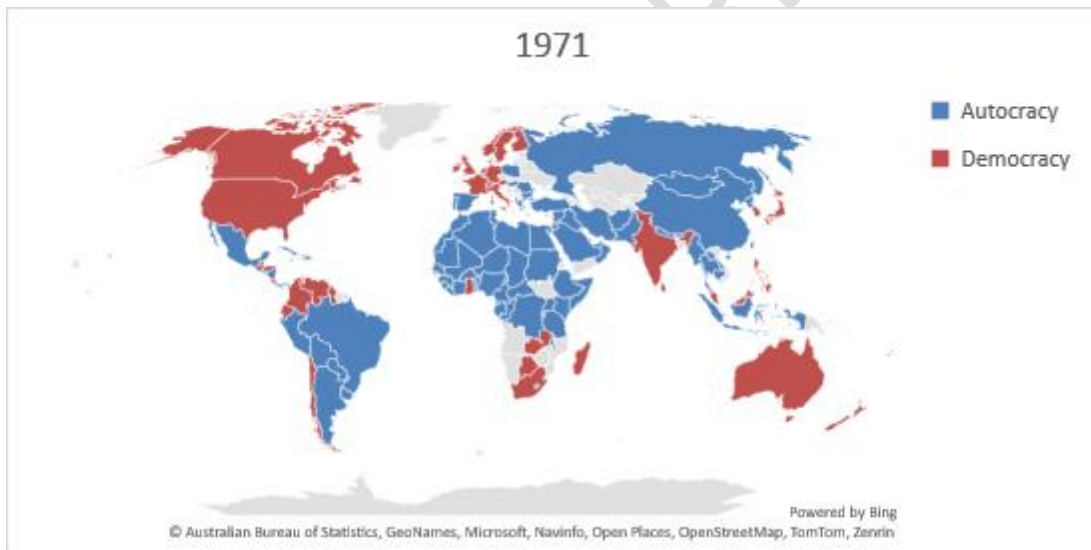 1971
Autocracy
Democracy
Powered by Bing
© Australian Bureau of Statistics, GeoNames, Microsoft, Navinfo, Open Places, OpenStreetMap, TomTom, Zenrin